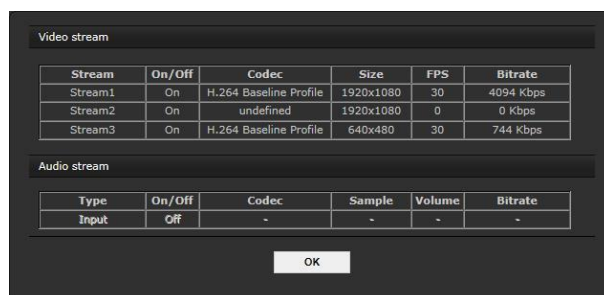 Video stream
Stream On/Off Codec Size FPS Bitrate
Stream1 On H.264 Baseline Profile 1920x1080 30 4094 Kbps
Stream2 On undefined 1920x1080 0 0 Kbps
Stream3 On H.264 Baseline Profile 640x480 30 744 Kbps
Audio stream
Type On/Off Codec Sample Volume Bitrate
Input Off - - - -
OK